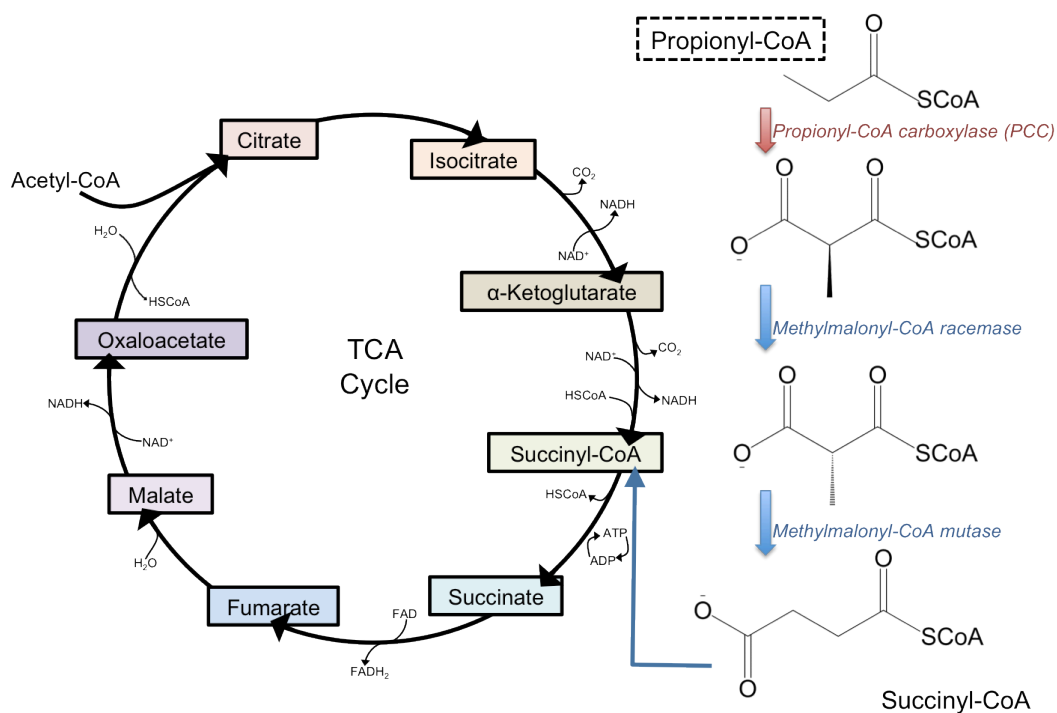 Propionyl-CoA
O
SCoA
Propionyl-CoA carboxylase (PCC)
O
O
O
-
SCoA
Methylmalonyl-CoA racemase
O
O
O
-
SCoA
Methylmalonyl-CoA mutase
O
-
O
O
SCoA
Succinyl-CoA
TCA
Cycle
Acetyl-CoA
Citrate
Isocitrate
CO₂
NADH
NAD⁺
α-Ketoglutarate
CO₂
NAD⁺
NADH
HSCoA
Succinyl-CoA
HSCoA
ATP
ADP
Succinate
FAD
FADH₂
Fumarate
H₂O
Malate
NAD⁺
NADH
Oxaloacetate
H₂O
HSCoA